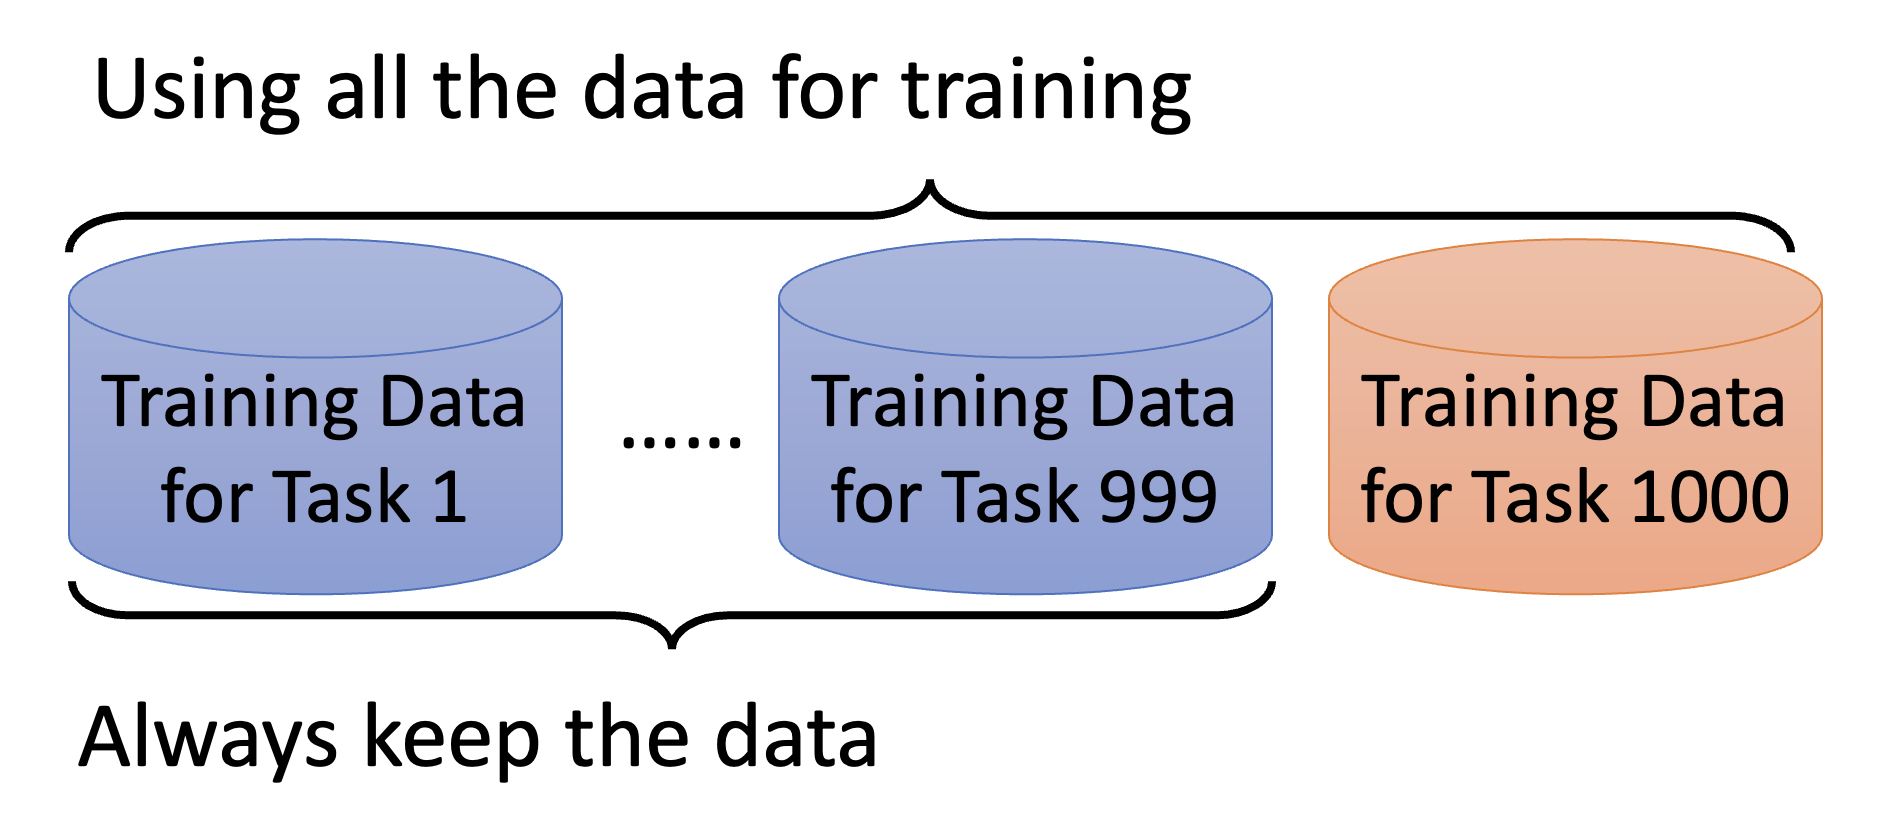 Using all the data for training
Training Data
for Task 1
……
Training Data
for Task 999
Training Data
for Task 1000
Always keep the data